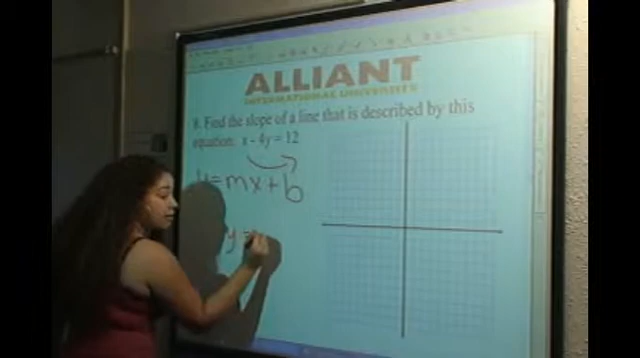 ALLIANT
INTERNATIONAL UNIVERSITY
8. Find the slope of a line that is described by this
equation: x - 4y = 12
y = mx + b
y =